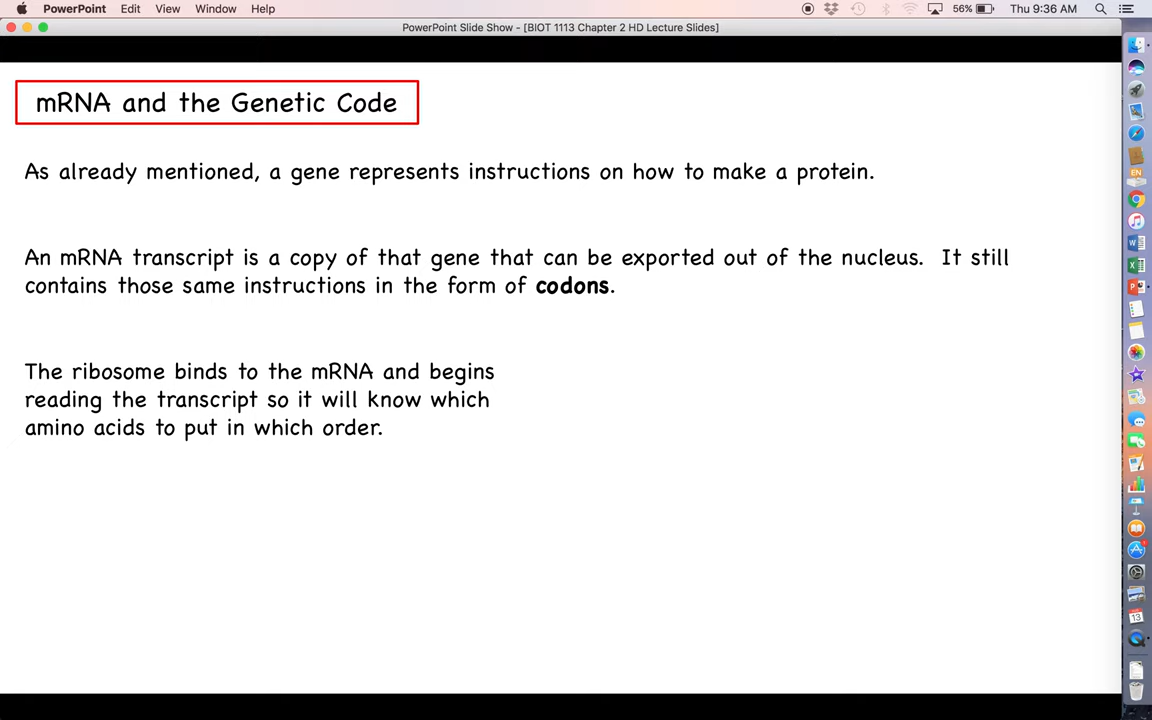 PowerPoint Edit View Window Help 56% Thu 9:36 AM
PowerPoint Slide Show - [BIOT 1113 Chapter 2 HD Lecture Slides]
mRNA and the Genetic Code
As already mentioned, a gene represents instructions on how to make a protein.
An mRNA transcript is a copy of that gene that can be exported out of the nucleus. It still
contains those same instructions in the form of codons.
The ribosome binds to the mRNA and begins
reading the transcript so it will know which
amino acids to put in which order.
EN
13